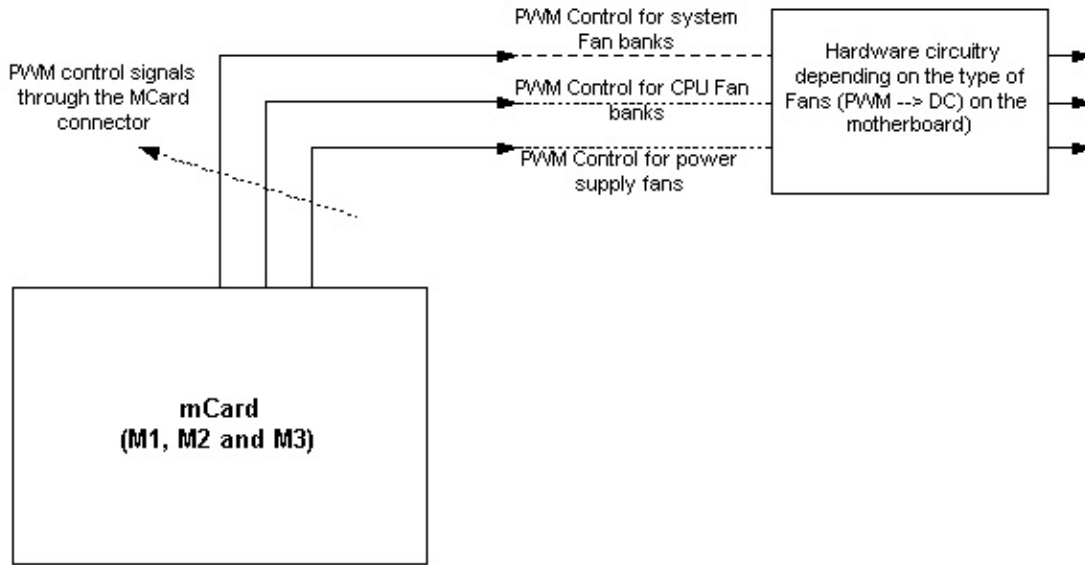 PWM Control for system
Fan banks
PWM control signals
through the MCard
connector
PWM Control for CPU Fan
banks
PWM Control for power
supply fans
Hardware circuitry
depending on the type of
Fans (PWM --> DC) on the
motherboard)
mCard
(M1, M2 and M3)